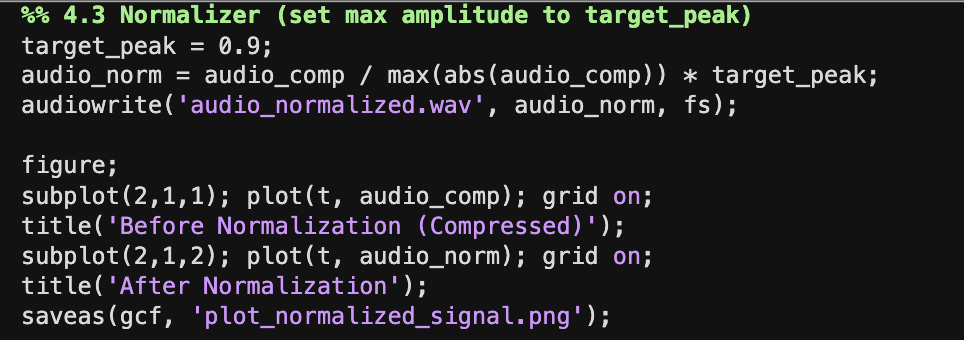 %% 4.3 Normalizer (set max amplitude to target_peak)
target_peak = 0.9;
audio_norm = audio_comp / max(abs(audio_comp)) * target_peak;
audiowrite('audio_normalized.wav', audio_norm, fs);
figure;
subplot(2,1,1); plot(t, audio_comp); grid on;
title('Before Normalization (Compressed)');
subplot(2,1,2); plot(t, audio_norm); grid on;
title('After Normalization');
saveas(gcf, 'plot_normalized_signal.png');